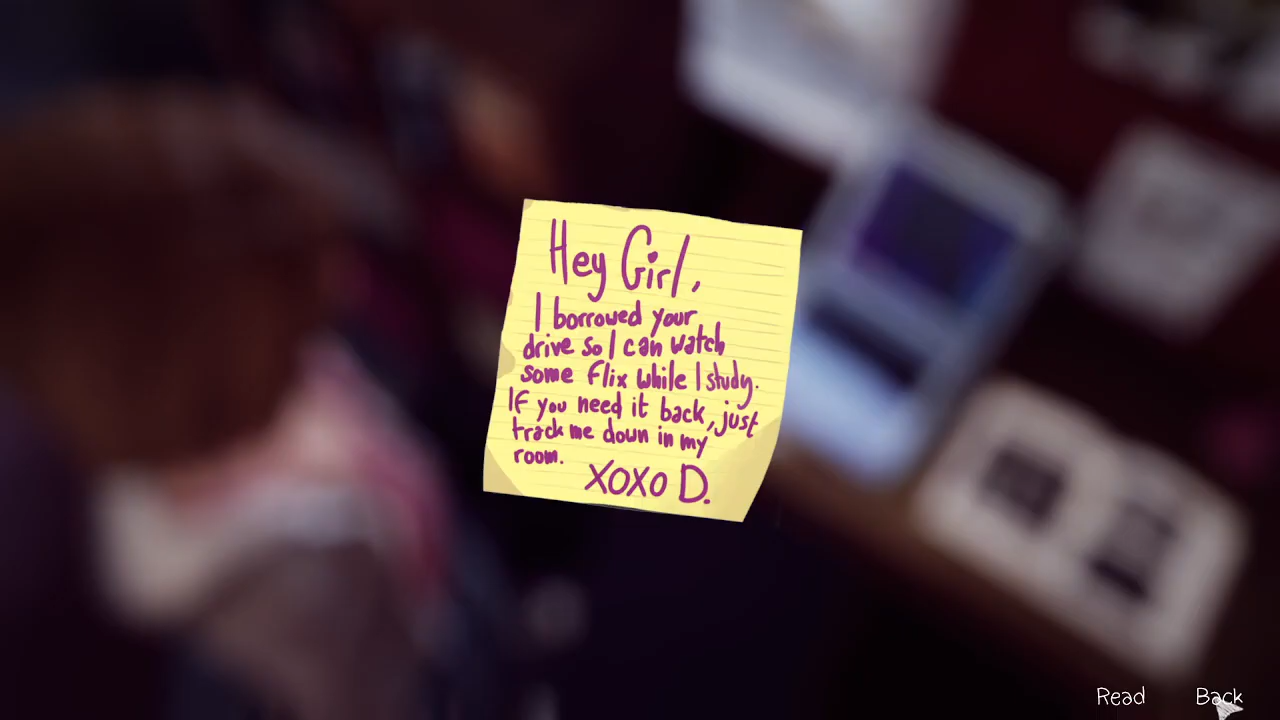 Hey Girl,
I borrowed your
drive so I can watch
some Flix while I study.
If you need it back, just
track me down in my
room.
XOXO D.
Read
Back